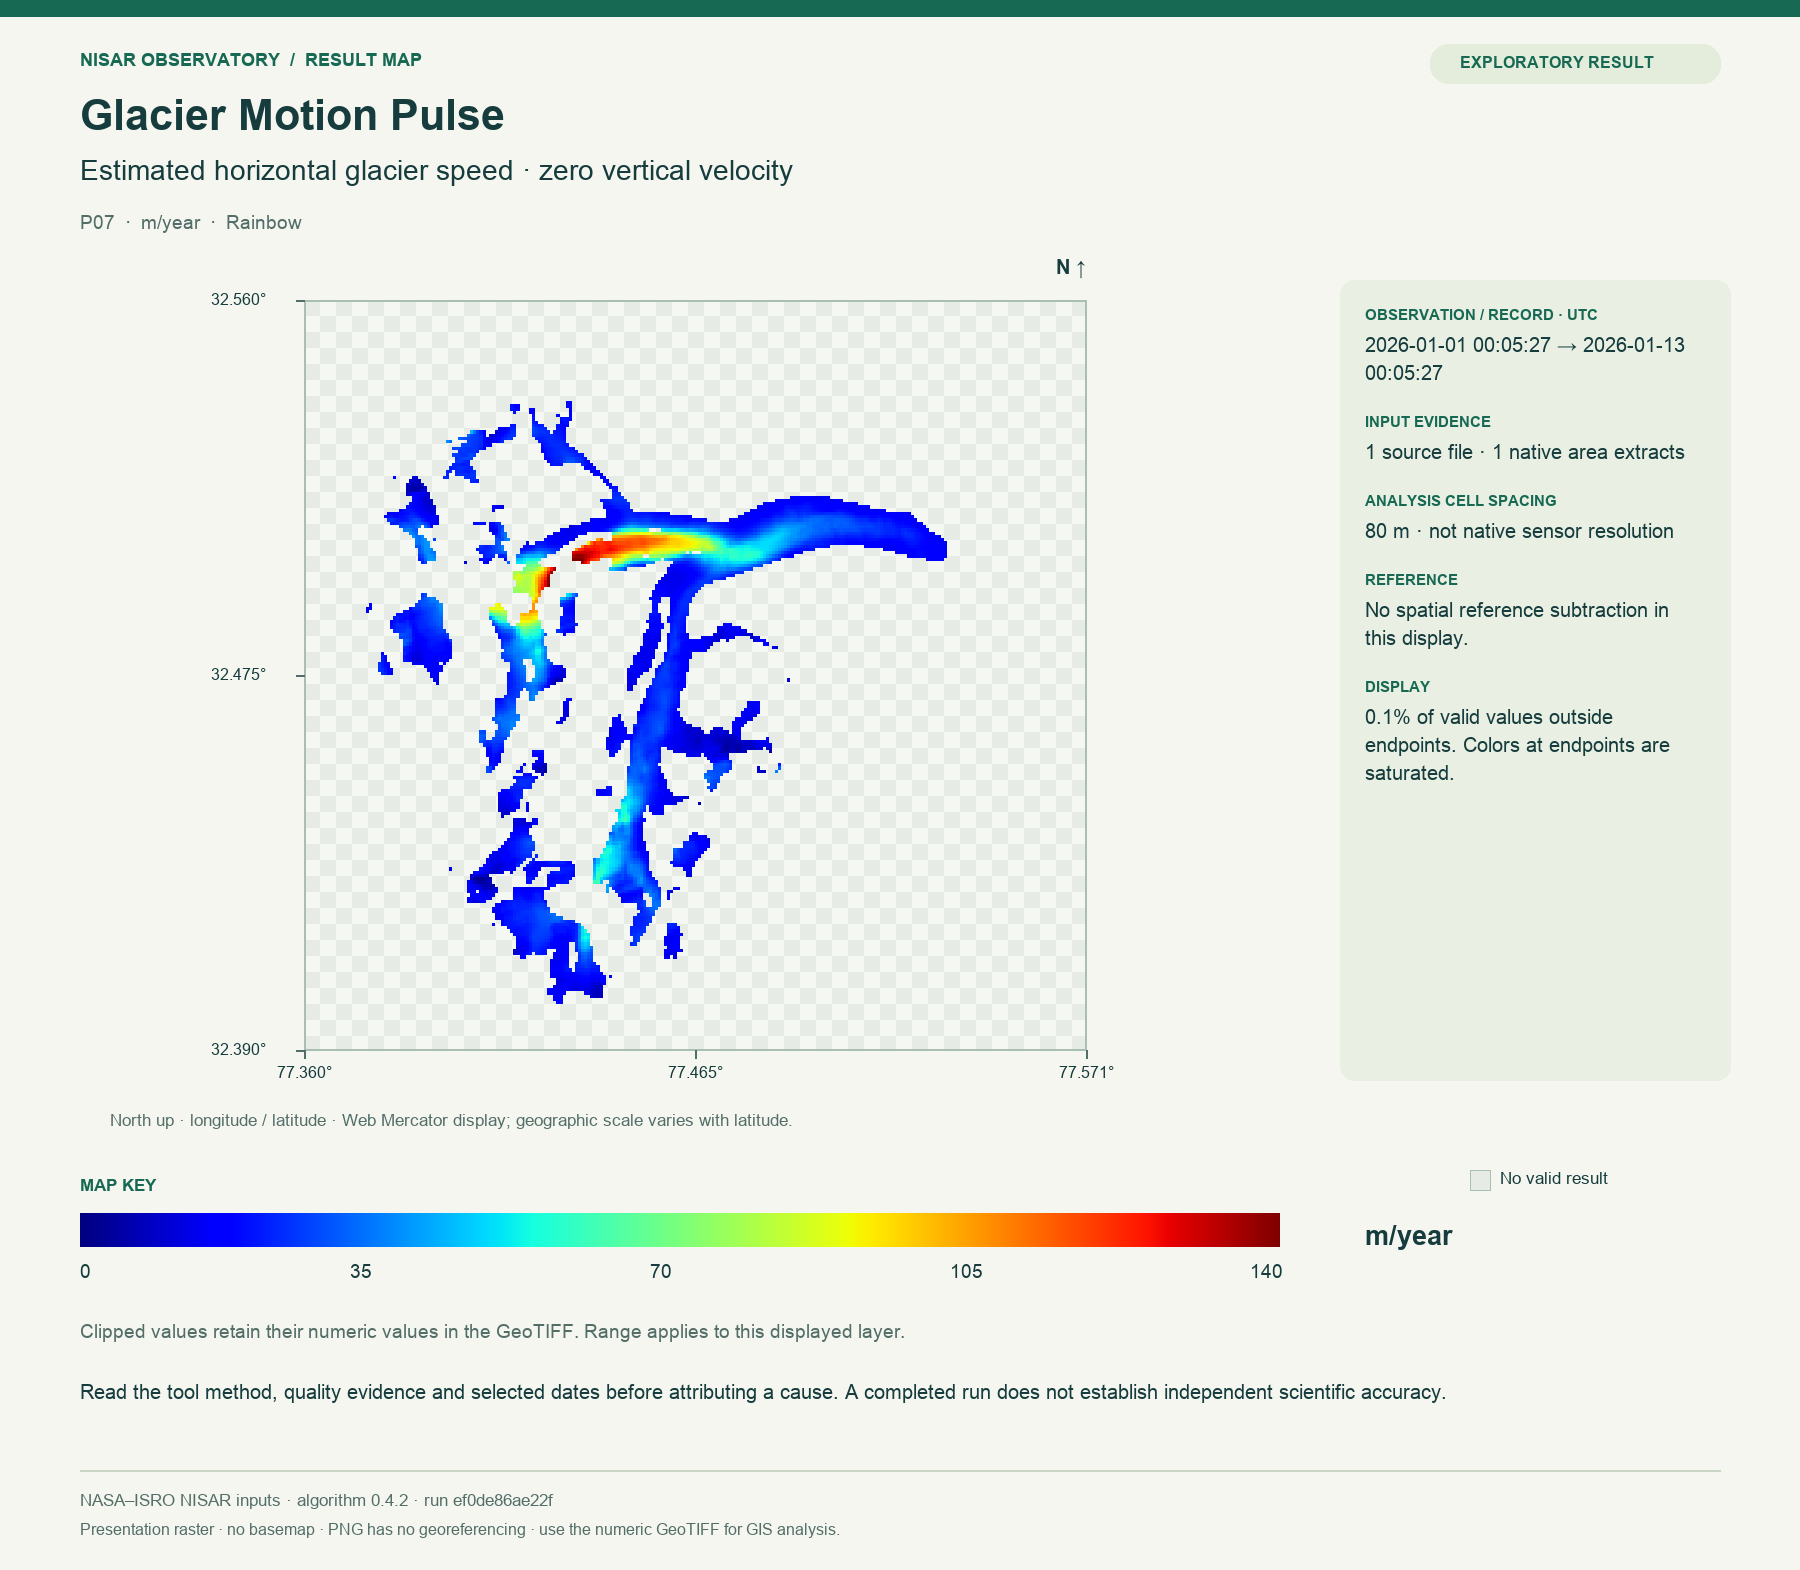 NISAR OBSERVATORY / RESULT MAP
EXPLORATORY RESULT
Glacier Motion Pulse
Estimated horizontal glacier speed · zero vertical velocity
P07 · m/year · Rainbow
N ↑
32.560°
32.475°
32.390°
77.360°
77.465°
77.571°
North up · longitude / latitude · Web Mercator display; geographic scale varies with latitude.
OBSERVATION / RECORD · UTC
2026-01-01 00:05:27 → 2026-01-13
00:05:27
INPUT EVIDENCE
1 source file · 1 native area extracts
ANALYSIS CELL SPACING
80 m · not native sensor resolution
REFERENCE
No spatial reference subtraction in
this display.
DISPLAY
0.1% of valid values outside
endpoints. Colors at endpoints are
saturated.
MAP KEY
No valid result
m/year
0 35 70 105 140
Clipped values retain their numeric values in the GeoTIFF. Range applies to this displayed layer.
Read the tool method, quality evidence and selected dates before attributing a cause. A completed run does not establish independent scientific accuracy.
NASA–ISRO NISAR inputs · algorithm 0.4.2 · run ef0de86ae22f
Presentation raster · no basemap · PNG has no georeferencing · use the numeric GeoTIFF for GIS analysis.